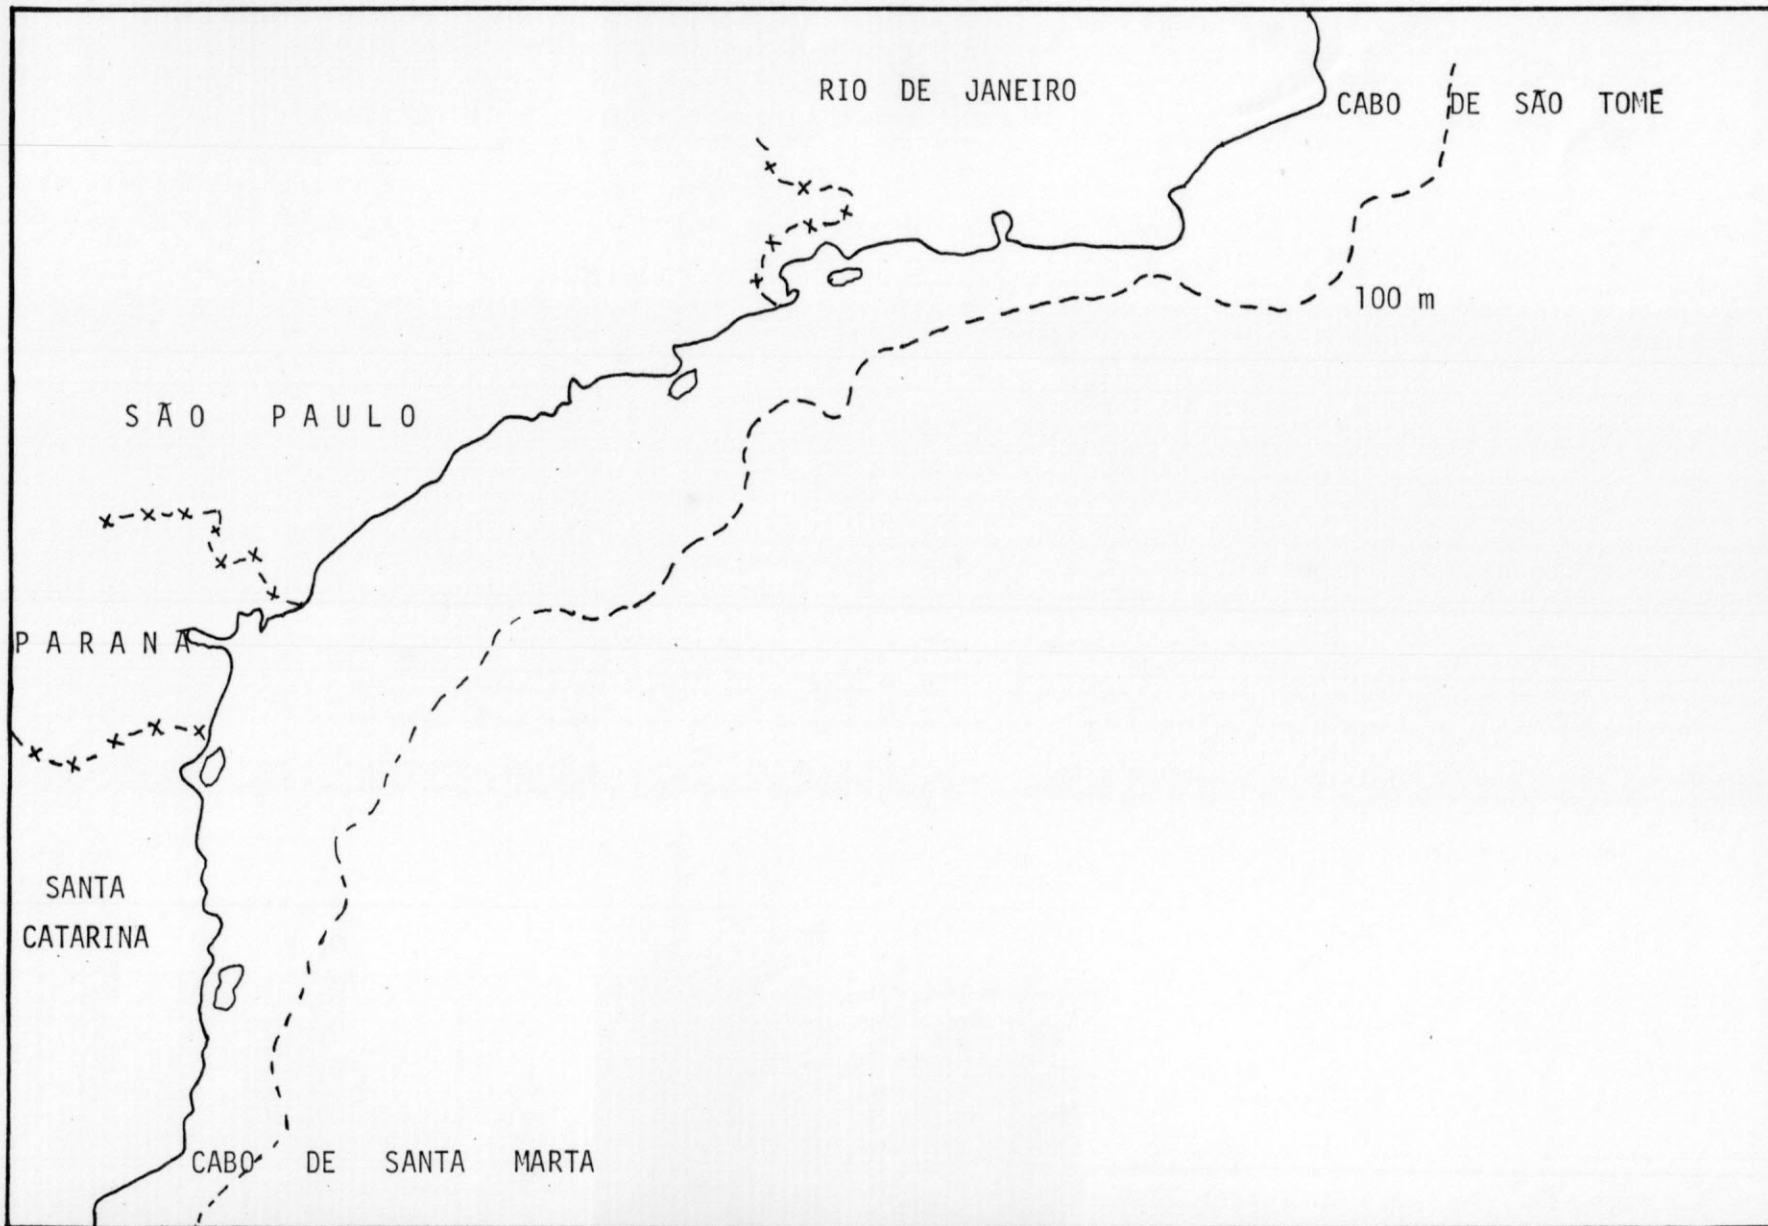 RIO DE JANEIRO
CABO DE SÃO TOMÉ
100 m
SÃO PAULO
PARANÁ
SANTA
CATARINA
CABO DE SANTA MARTA